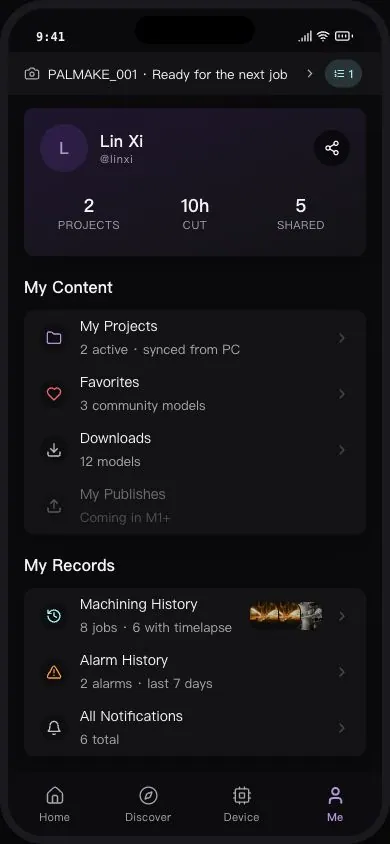 9:41
PALMAKE_001 · Ready for the next job
1
L
Lin Xi
@linxi
2
PROJECTS
10h
CUT
5
SHARED
My Content
My Projects
2 active · synced from PC
Favorites
3 community models
Downloads
12 models
My Publishes
Coming in M1+
My Records
Machining History
8 jobs · 6 with timelapse
Alarm History
2 alarms · last 7 days
All Notifications
6 total
Home
Discover
Device
Me